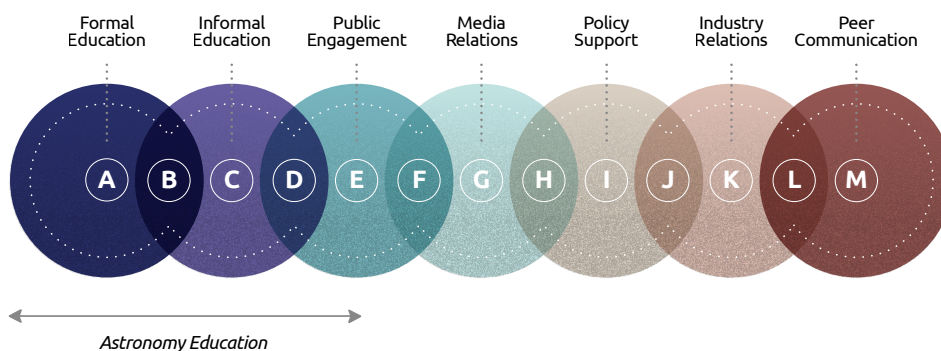 Formal
Education
Informal
Education
Public
Engagement
Media
Relations
Policy
Support
Industry
Relations
Peer
Communication
A B C D E F G H I J K L M
Astronomy Education